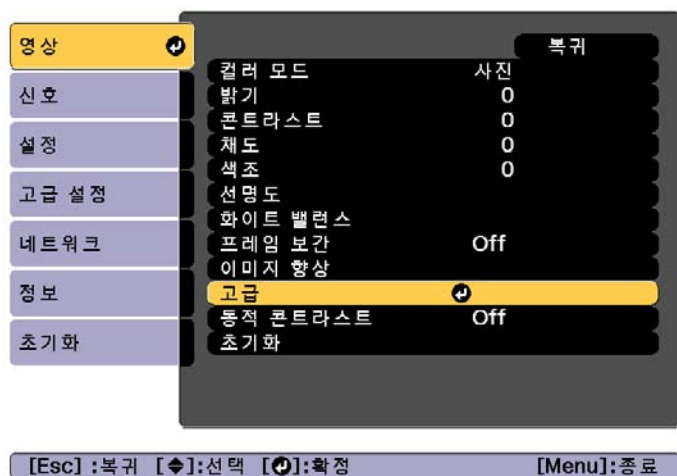 영상
신호
설정
고급 설정
네트워크
정보
초기화
복귀
컬러 모드 사진
밝기 0
콘트라스트 0
채도 0
색조 0
선명도
화이트 밸런스
프레임 보간 Off
이미지 향상
고급
동적 콘트라스트 Off
초기화
[Esc] :복귀 [◆]:선택 [⏎]:확정 [Menu]:종료